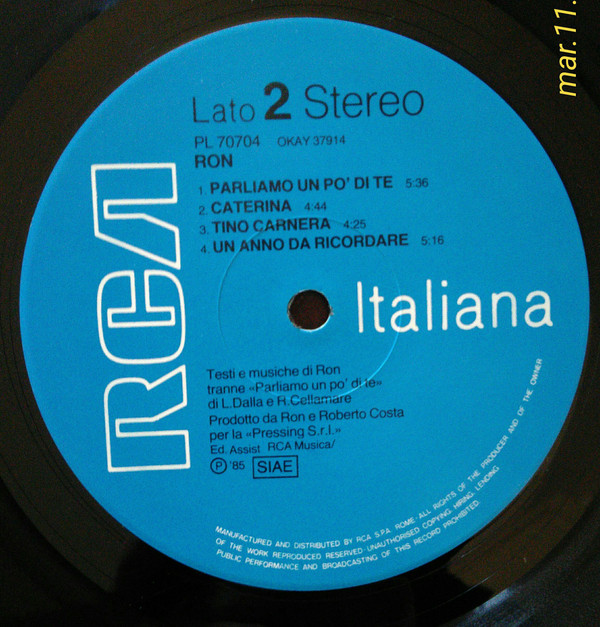 mar.11.
Lato 2 Stereo
PL 70704 OKAY 37914
RON
1. PARLIAMO UN PO' DI TE 5:36
2. CATERINA 4:44
3. TINO CARNERA 4:25
4. UN ANNO DA RICORDARE 5:16
RCA
Italiana
Testi e musiche di Ron
tranne «Parliamo un po' di te»
di L.Dalla e R.Cellamare
Prodotto da Ron e Roberto Costa
per la «Pressing S.r.l.»
Ed. Assist RCA Musica/
Ⓟ '85 SIAE
MANUFACTURED AND DISTRIBUTED BY RCA S.P.A. ROME·ALL RIGHTS OF THE PRODUCER AND OF THE OWNER
OF THE WORK REPRODUCED RESERVED·UNAUTHORISED COPYING, HIRING, LENDING
PUBLIC PERFORMANCE AND BROADCASTING OF THIS RECORD PROHIBITED